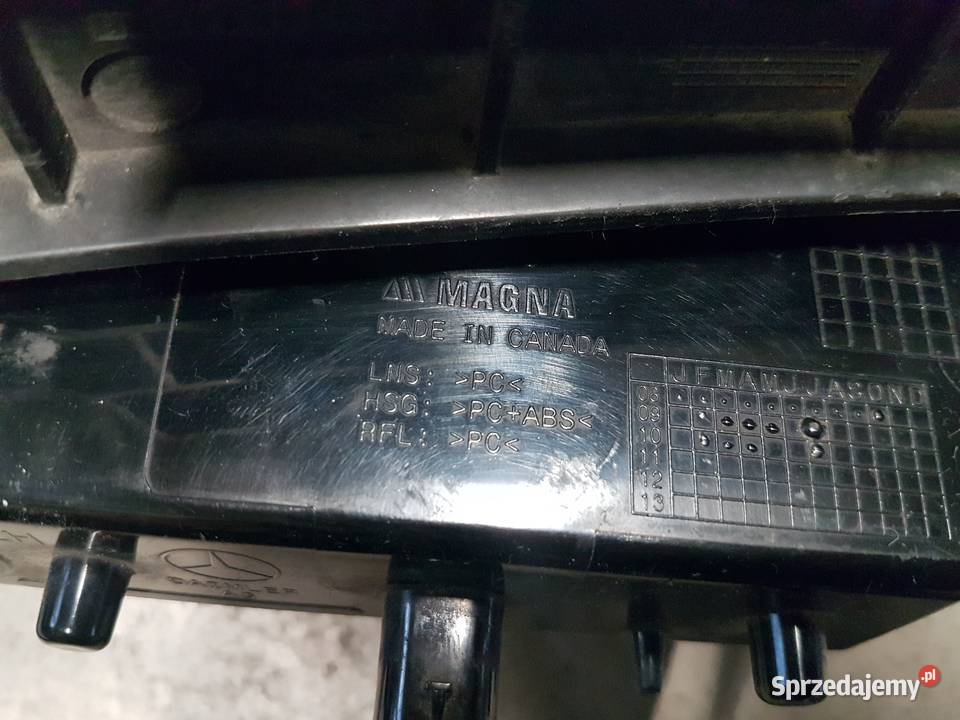 MAGNA
MADE IN CANADA
LNS: >PC<
HSG: >PC+ABS<
RFL: >PC<
J F M A M J J A S O N D
08
09
10
11
12
13
DAIMLER
Sprzedajemy.pl